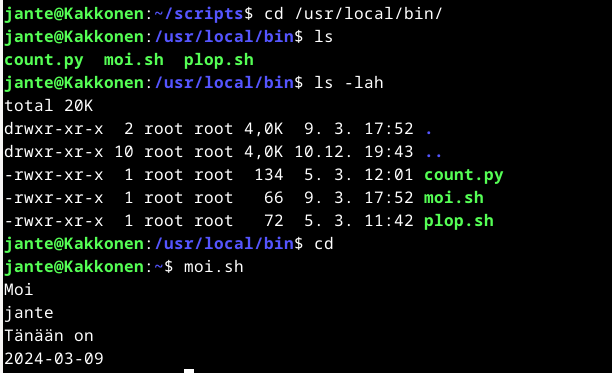 jante@Kakkonen:~/scripts$ cd /usr/local/bin/
jante@Kakkonen:/usr/local/bin$ ls
count.py  moi.sh  plop.sh
jante@Kakkonen:/usr/local/bin$ ls -lah
total 20K
drwxr-xr-x  2 root root 4,0K  9. 3. 17:52 .
drwxr-xr-x 10 root root 4,0K 10.12. 19:43 ..
-rwxr-xr-x  1 root root  134  5. 3. 12:01 count.py
-rwxr-xr-x  1 root root   66  9. 3. 17:52 moi.sh
-rwxr-xr-x  1 root root   72  5. 3. 11:42 plop.sh
jante@Kakkonen:/usr/local/bin$ cd
jante@Kakkonen:~$ moi.sh
Moi
jante
Tänään on
2024-03-09